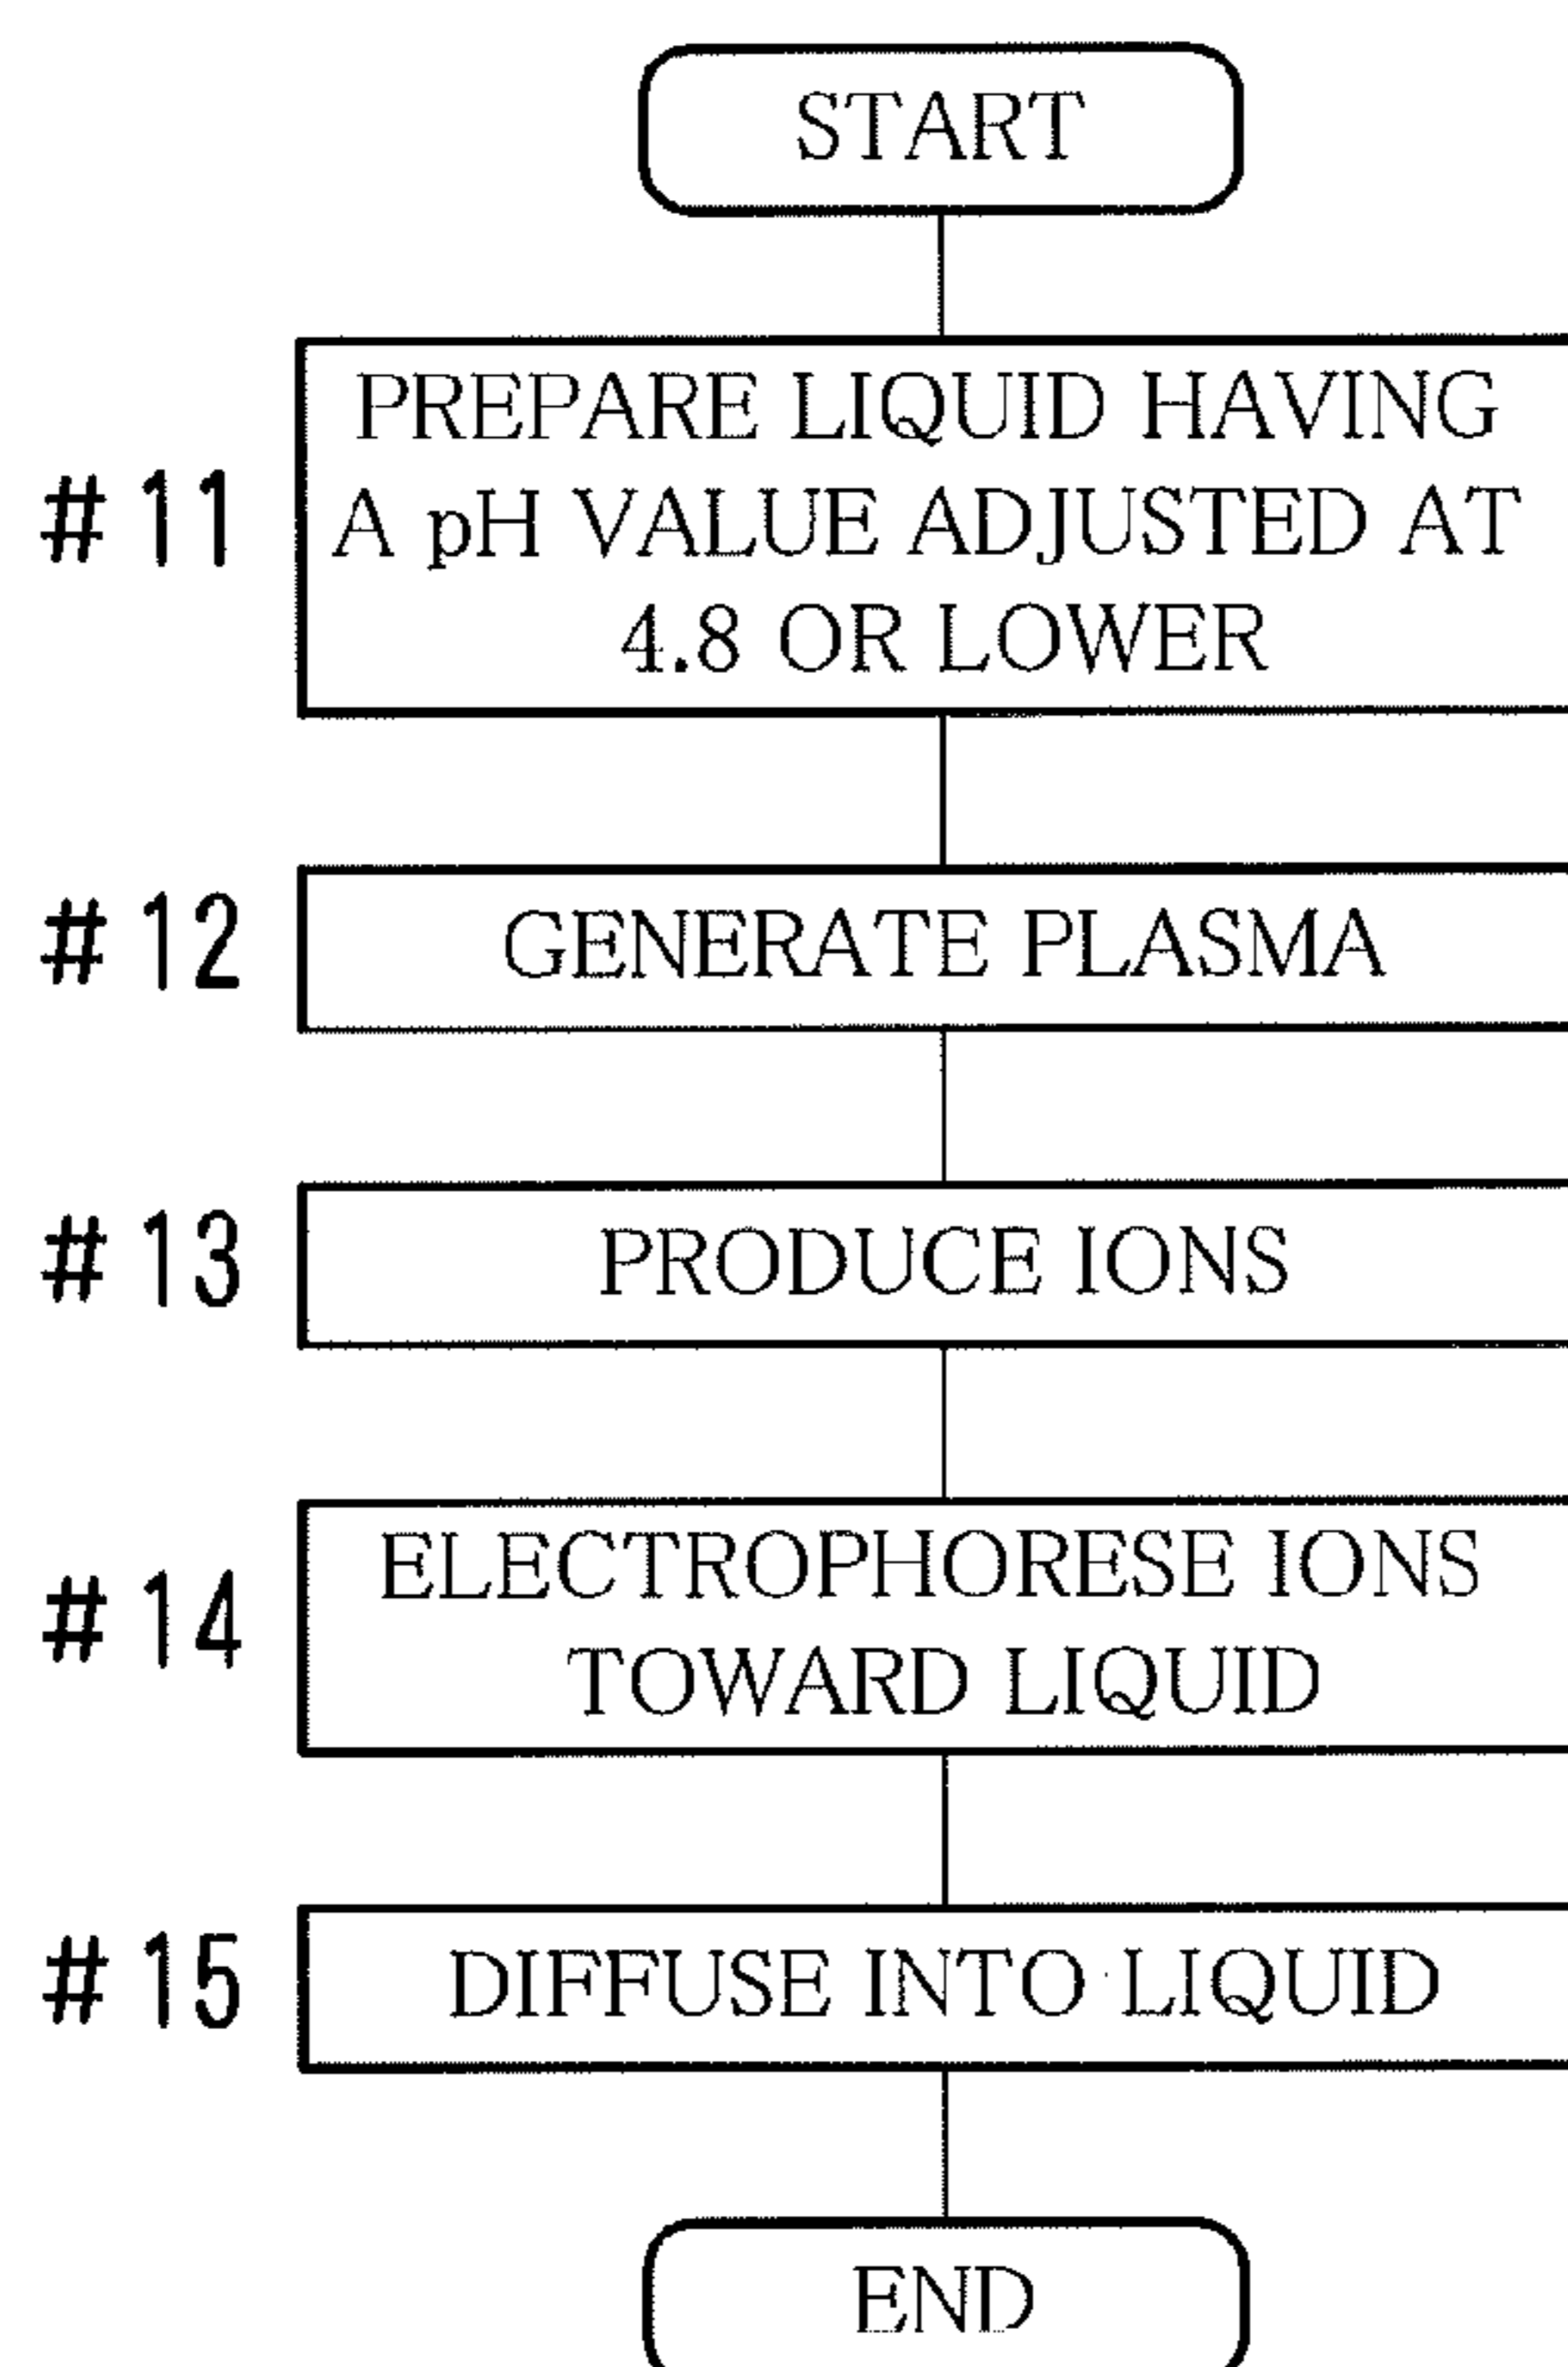 START
PREPARE LIQUID HAVING
#11
A pH VALUE ADJUSTED AT
4.8 OR LOWER
#12
GENERATE PLASMA
#13
PRODUCE IONS
#14
ELECTROPHORESE IONS
TOWARD LIQUID
#15
DIFFUSE INTO LIQUID
END